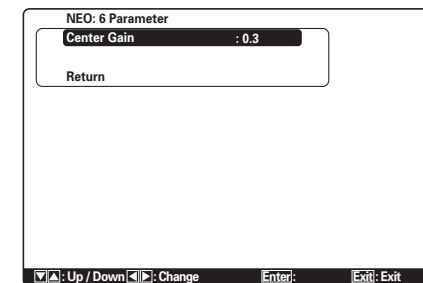 NEO: 6 Parameter
Center Gain : 0.3
Return
▼▲: Up / Down ◀▶: Change Enter: Exit: Exit